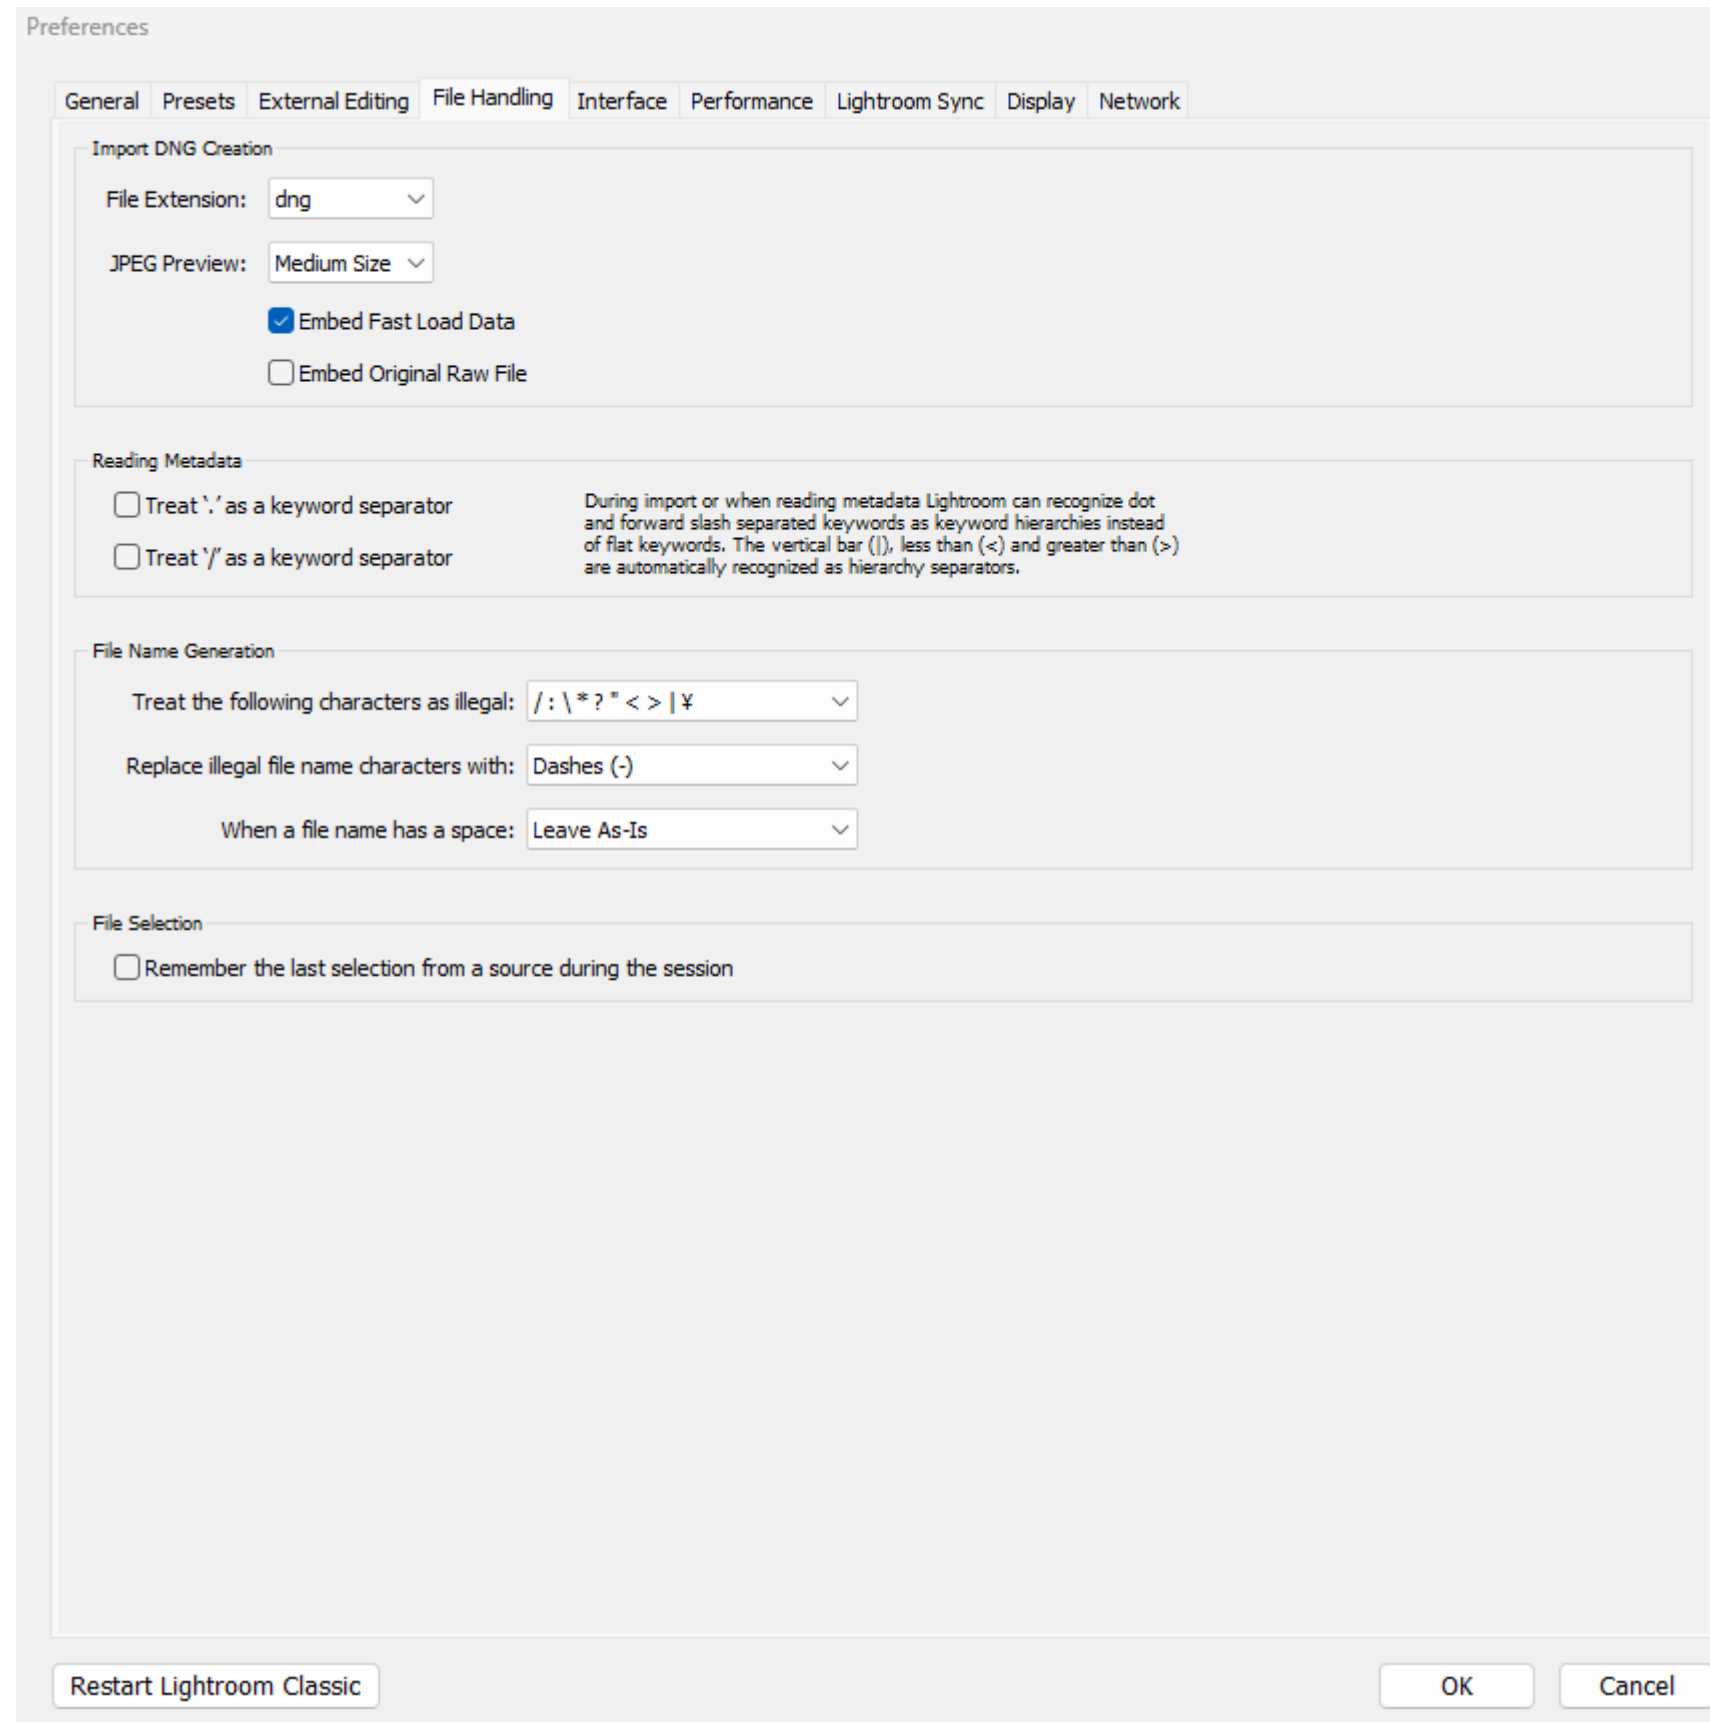 Preferences
General Presets External Editing File Handling Interface Performance Lightroom Sync Display Network
Import DNG Creation
File Extension: dng
JPEG Preview: Medium Size
Embed Fast Load Data
Embed Original Raw File
Reading Metadata
Treat ‘.’ as a keyword separator
Treat ‘/’ as a keyword separator
During import or when reading metadata Lightroom can recognize dot
and forward slash separated keywords as keyword hierarchies instead
of flat keywords. The vertical bar (|), less than (<) and greater than (>)
are automatically recognized as hierarchy separators.
File Name Generation
Treat the following characters as illegal: / : \ * ? " < > | ¥
Replace illegal file name characters with: Dashes (-)
When a file name has a space: Leave As-Is
File Selection
Remember the last selection from a source during the session
Restart Lightroom Classic OK Cancel